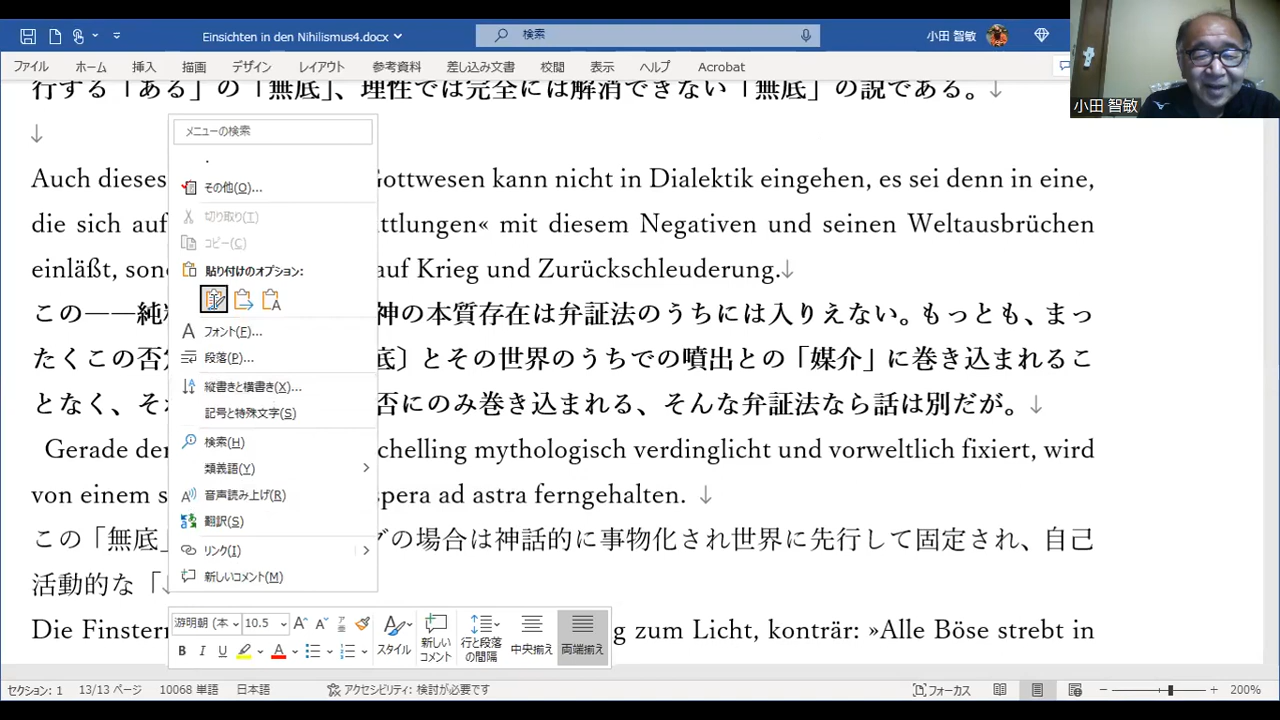 Einsichten in den Nihilismus4.docx
検索
小田 智敏
ファイル ホーム 挿入 描画 デザイン レイアウト 参考資料 差し込み文書 校閲 表示 ヘルプ Acrobat
小田 智敏
行する「ある」の「無底」、理性では完全には解消できない「無底」の説である。↓
↓
Auch dieses Gottwesen kann nicht in Dialektik eingehen, es sei denn in eine,
die sich auf ttlungen« mit diesem Negativen und seinen Weltausbrüchen
einläßt, auf Krieg und Zurückschleuderung.↓
この――純 神の本質存在は弁証法のうちには入りえない。もっとも、まっ
たくこの否 底〕とその世界のうちでの噴出との「媒介」に巻き込まれるこ
となく、そ 否にのみ巻き込まれる、そんな弁証法なら話は別だが。↓
Gerade der chelling mythologisch verdinglicht und vorweltlich fixiert, wird
von einem s spera ad astra ferngehalten. ↓
この「無底」 グの場合は神話的に事物化され世界に先行して固定され、自己
活動的な「↓
Die Finstern g zum Licht, konträr: »Alle Böse strebt in
メニューの検索
その他(O)...
切り取り(T)
コピー(C)
貼り付けのオプション:
フォント(F)...
段落(P)...
縦書きと横書き(X)...
記号と特殊文字(S)
検索(H)
類義語(Y)
音声読み上げ(R)
翻訳(S)
リンク(I)
新しいコメント(M)
游明朝 (本 10.5 A A
B I U A
スタイル
新しい
コメント
行と段落
の間隔
中央揃え
両端揃え
セクション: 1 13/13 ページ 10068 単語 日本語 アクセシビリティ: 検討が必要です フォーカス 200%